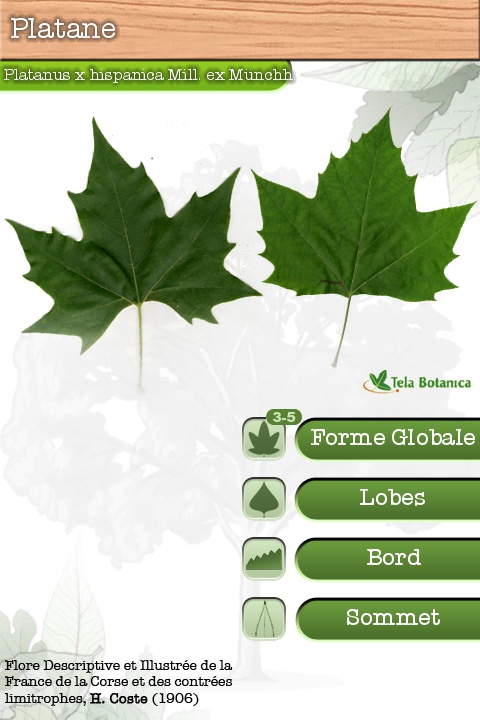 Platane
Platanus x hispanica Mill. ex Münchh.
Tela Botanica
3-5
Forme Globale
Lobes
Bord
Sommet
Flore Descriptive et Illustrée de la
France de la Corse et des contrées
limitrophes, H. Coste (1906)